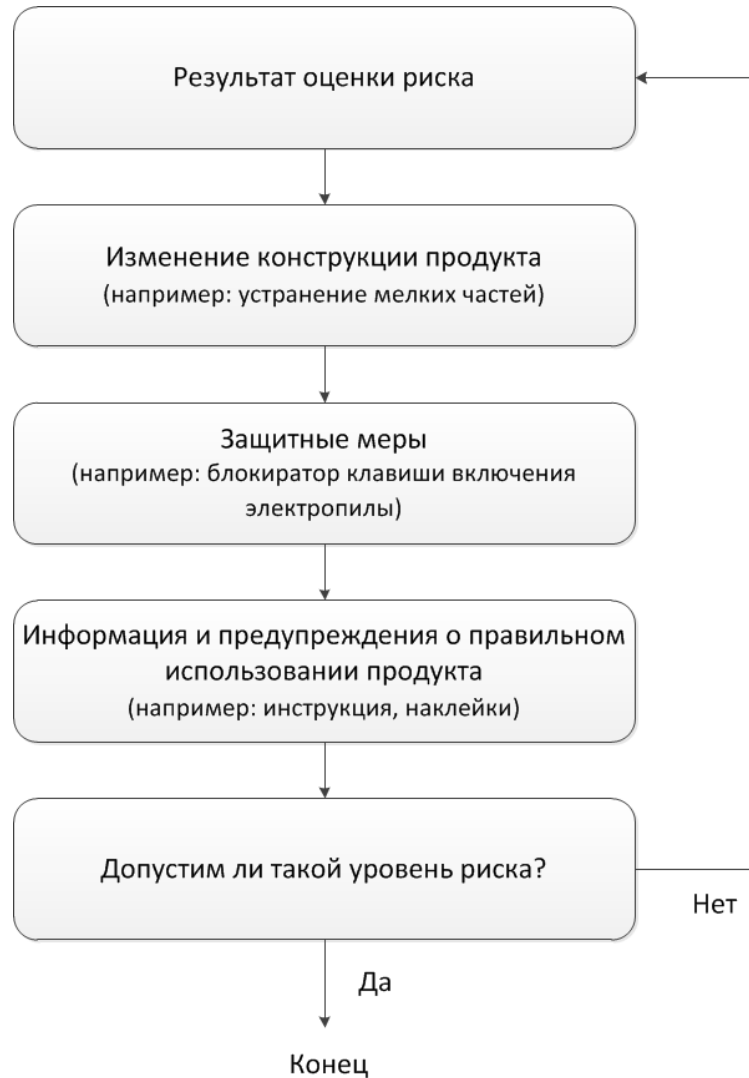 Результат оценки риска
Изменение конструкции продукта
(например: устранение мелких частей)
Защитные меры
(например: блокиратор клавиши включения
электропилы)
Информация и предупреждения о правильном
использовании продукта
(например: инструкция, наклейки)
Допустим ли такой уровень риска?
Нет
Да
Конец